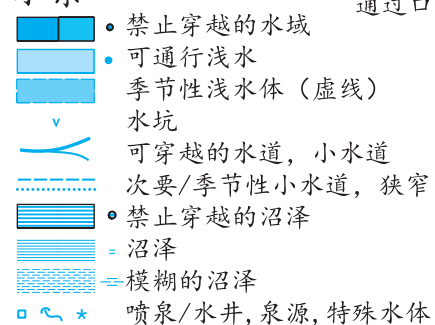 通过口
禁止穿越的水域
可通行浅水
季节性浅水体（虚线）
水坑
可穿越的水道，小水道
次要/季节性小水道，狭窄
禁止穿越的沼泽
沼泽
模糊的沼泽
喷泉/水井,泉源,特殊水体